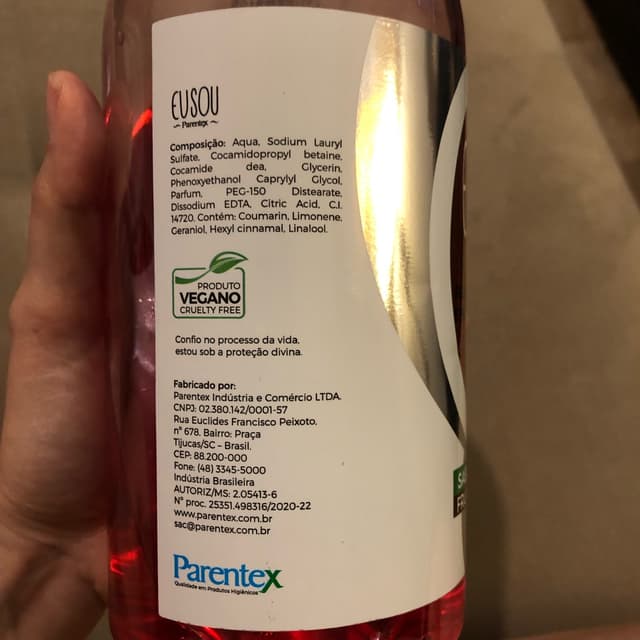 EUSOU
Parentex
Composição: Aqua, Sodium Lauryl
Sulfate, Cocamidopropyl betaine,
Cocamide dea, Glycerin,
Phenoxyethanol Caprylyl Glycol,
Parfum, PEG-150 Distearate,
Dissodium EDTA, Citric Acid, C.I.
14720. Contém: Coumarin, Limonene,
Geraniol, Hexyl cinnamal, Linalool.
PRODUTO
VEGANO
CRUELTY FREE
Confio no processo da vida,
estou sob a proteção divina.
Fabricado por:
Parentex Indústria e Comércio LTDA.
CNPJ: 02.380.142/0001-57
Rua Euclides Francisco Peixoto,
nº 678. Bairro: Praça
Tijucas/SC – Brasil.
CEP: 88.200-000
Fone: (48) 3345-5000
Indústria Brasileira
AUTORIZ/MS: 2.05413-6
Nº proc. 25351.498316/2020-22
www.parentex.com.br
sac@parentex.com.br
Parentex
Qualidade em Produtos Higiênicos